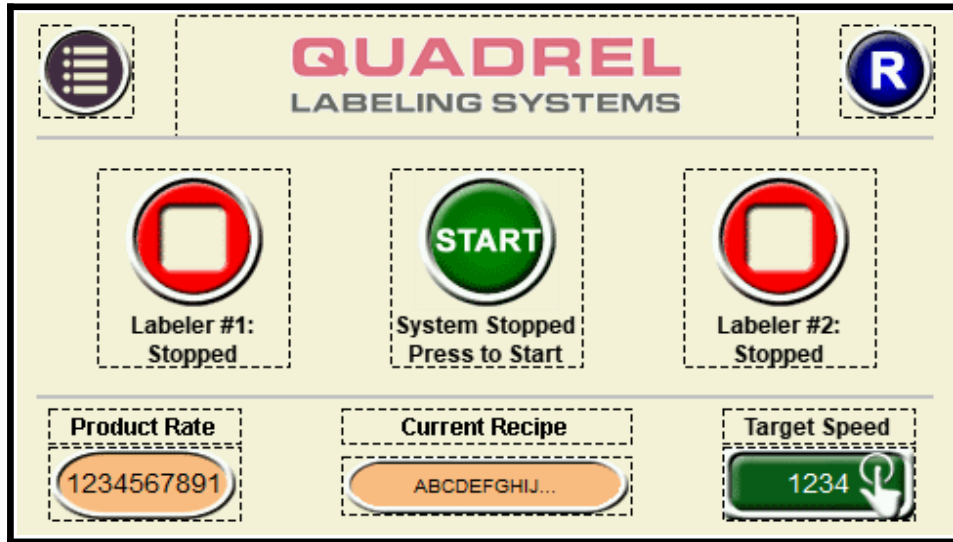 QUADREL
LABELING SYSTEMS
R
START
Labeler #1:
Stopped
System Stopped
Press to Start
Labeler #2:
Stopped
Product Rate
Current Recipe
Target Speed
1234567891
ABCDEFGHIJ...
1234